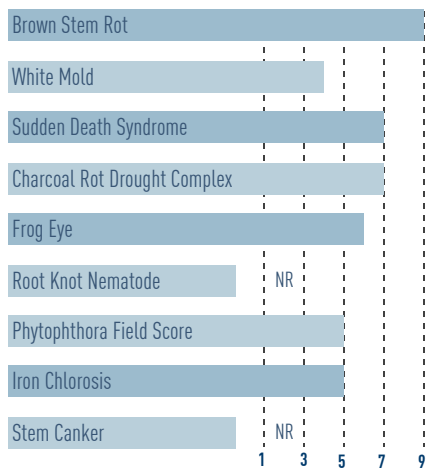 Brown Stem Rot
White Mold
Sudden Death Syndrome
Charcoal Rot Drought Complex
Frog Eye
Root Knot Nematode NR
Phytophthora Field Score
Iron Chlorosis
Stem Canker NR
1 3 5 7 9